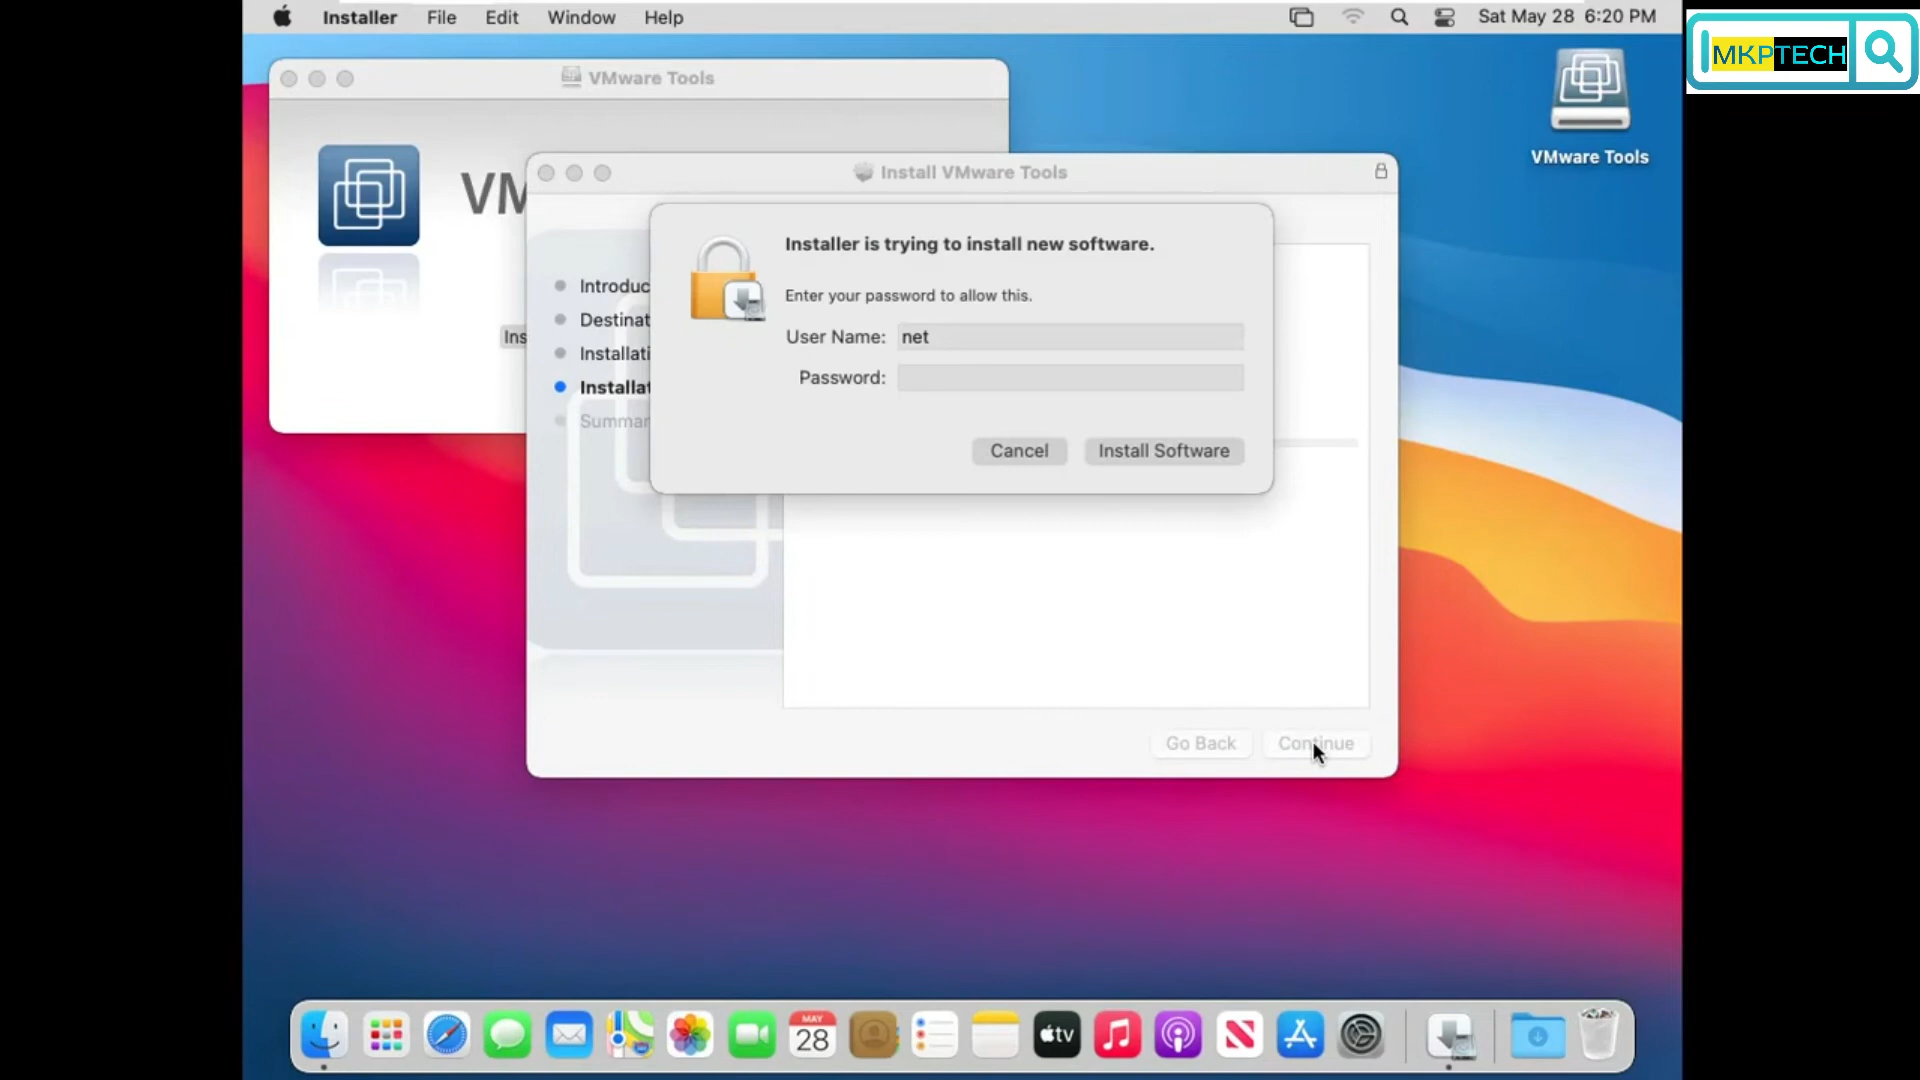 Installer File Edit Window Help Sat May 28 6:20 PM
MKPTECH
VMware Tools
VMware Tools
VM
Install VMware Tools
Installer is trying to install new software.
Enter your password to allow this.
User Name: net
Password:
Cancel Install Software
Introduc
Destinat
Installati
Installat
Summar
Ins
Go Back Continue
MAY
28
tv